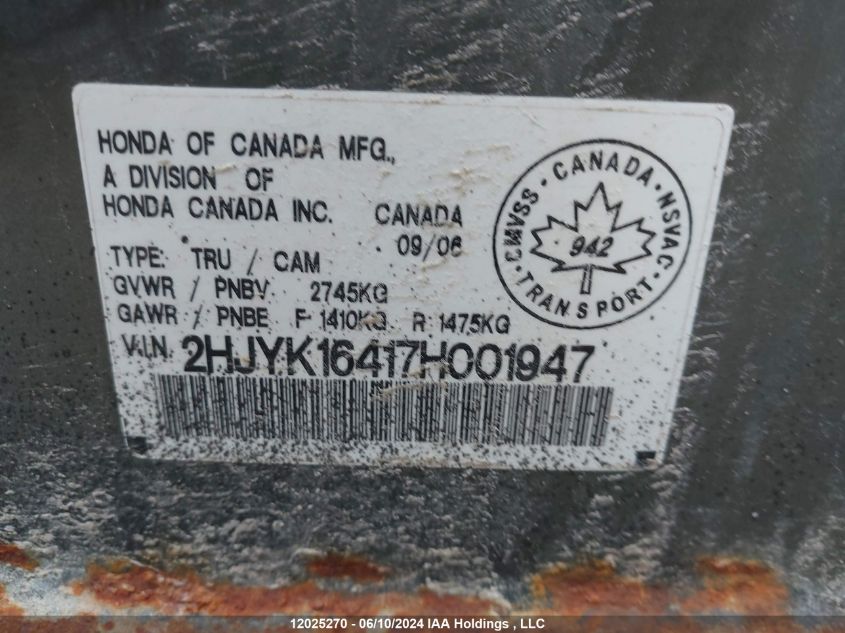 HONDA OF CANADA MFG.,
A DIVISION OF
HONDA CANADA INC. CANADA
09/06
TYPE: TRU / CAM
GVWR / PNBV 2745KG
GAWR / PNBE F 1410KG R 1475KG
V.I.N. 2HJYK16417H001947
CMVSS · CANADA · NSVAC
942
TRANSPORT
12025270 - 06/10/2024 IAA Holdings , LLC